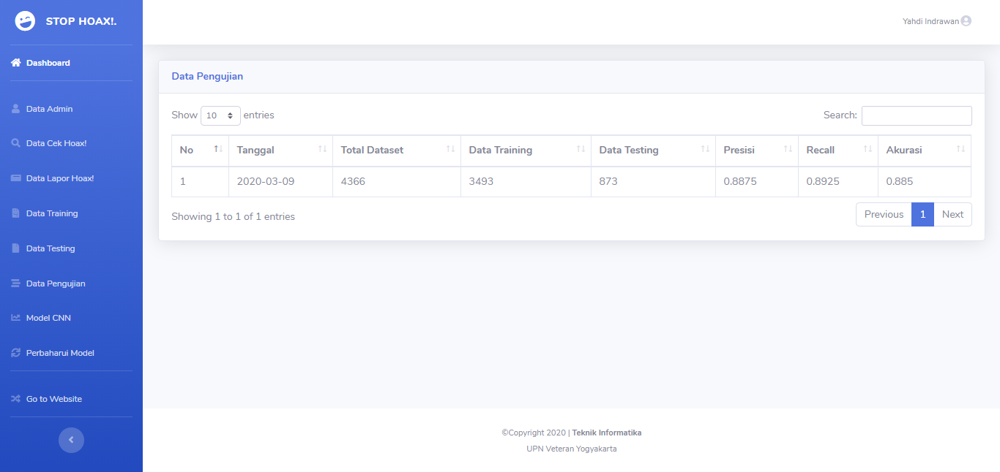 STOP HOAX!.
Yahdi Indrawan
Dashboard
Data Admin
Data Cek Hoax!
Data Lapor Hoax!
Data Training
Data Testing
Data Pengujian
Model CNN
Perbaharui Model
Go to Website
Data Pengujian
Show 10 entries
Search:
No Tanggal Total Dataset Data Training Data Testing Presisi Recall Akurasi
1 2020-03-09 4366 3493 873 0.8875 0.8925 0.885
Showing 1 to 1 of 1 entries
Previous 1 Next
©Copyright 2020 | Teknik Informatika
UPN Veteran Yogyakarta